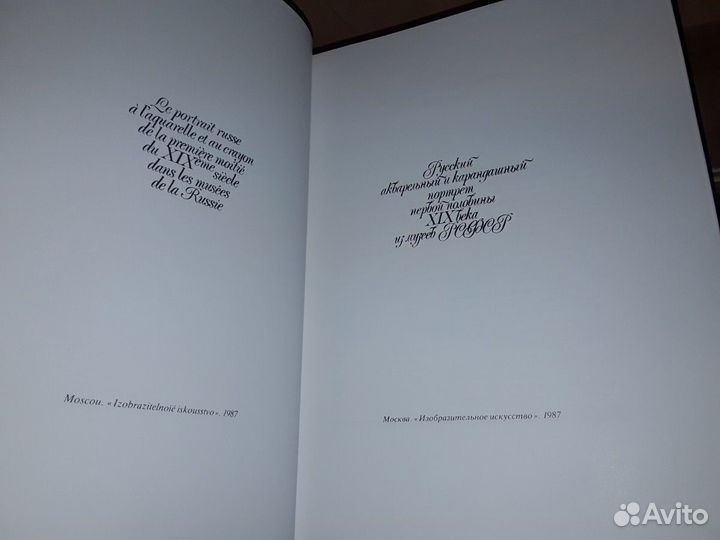 Le portrait russe
à l'aquarelle et au crayon
de la première moitié
du XIXème siècle
dans les musées
de la Russie
Moscou. «Izobrazitelnoïé iskousstvo». 1987
Русский
акварельный и карандашный
портрет
первой половины
XIX века
из музеев РСФСР
Москва. «Изобразительное искусство». 1987
Avito